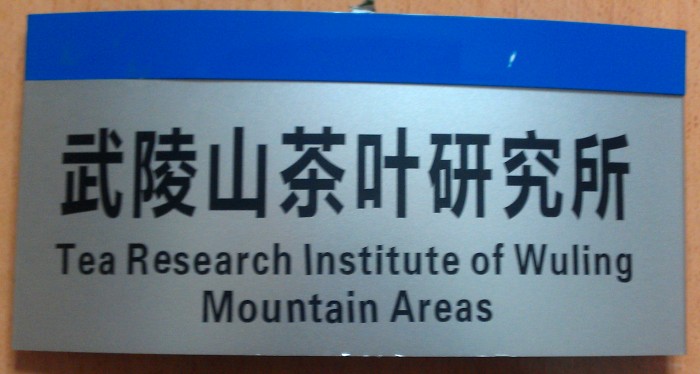 武陵山茶叶研究所
Tea Research Institute of Wuling
Mountain Areas